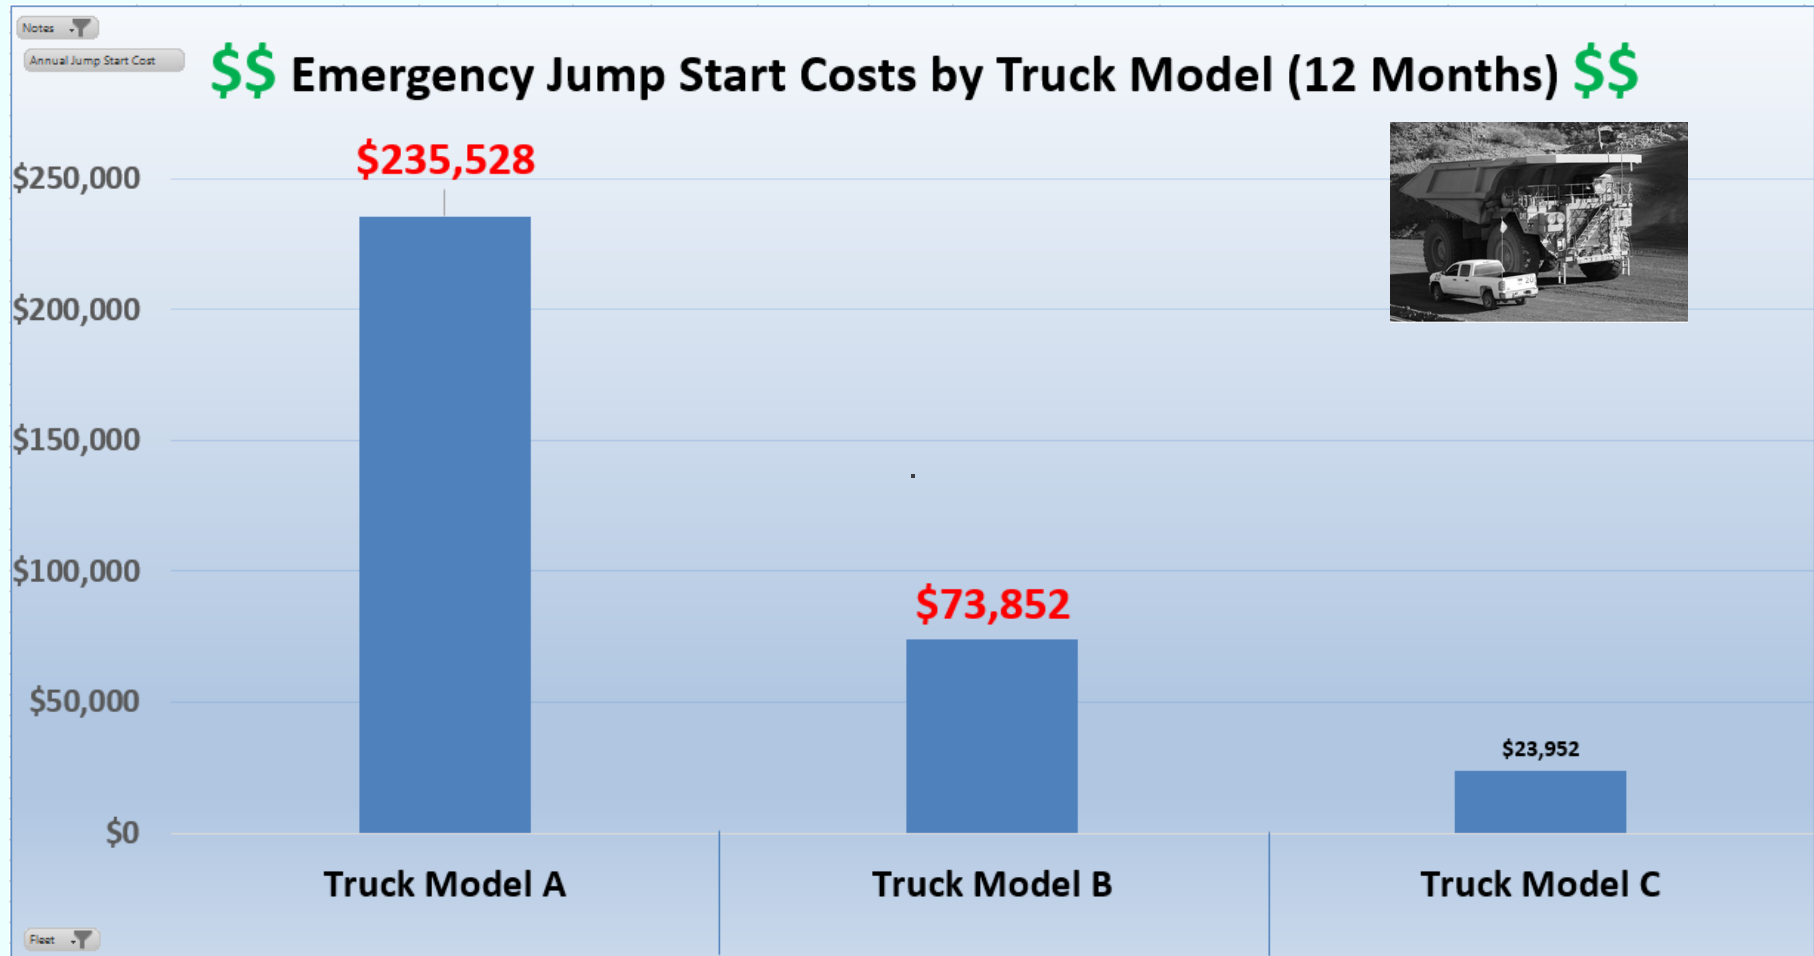 Notes
Annual Jump Start Cost
$$ Emergency Jump Start Costs by Truck Model (12 Months) $$
$235,528
$250,000
$200,000
$150,000
$100,000
$73,852
$50,000
$23,952
$0
Truck Model A
Truck Model B
Truck Model C
Fleet